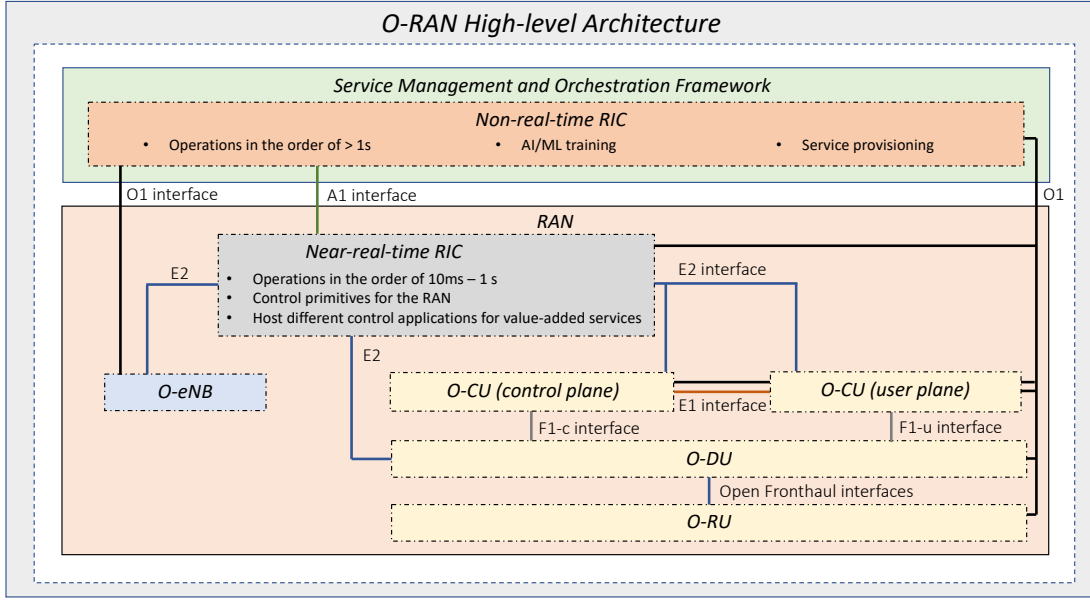 O-RAN High-level Architecture
Service Management and Orchestration Framework
Non-real-time RIC
• Operations in the order of > 1s
• AI/ML training
• Service provisioning
O1 interface
A1 interface
O1
RAN
Near-real-time RIC
• Operations in the order of 10ms – 1 s
• Control primitives for the RAN
• Host different control applications for value-added services
E2
E2 interface
E2
O-eNB
O-CU (control plane)
O-CU (user plane)
E1 interface
F1-c interface
F1-u interface
O-DU
Open Fronthaul interfaces
O-RU